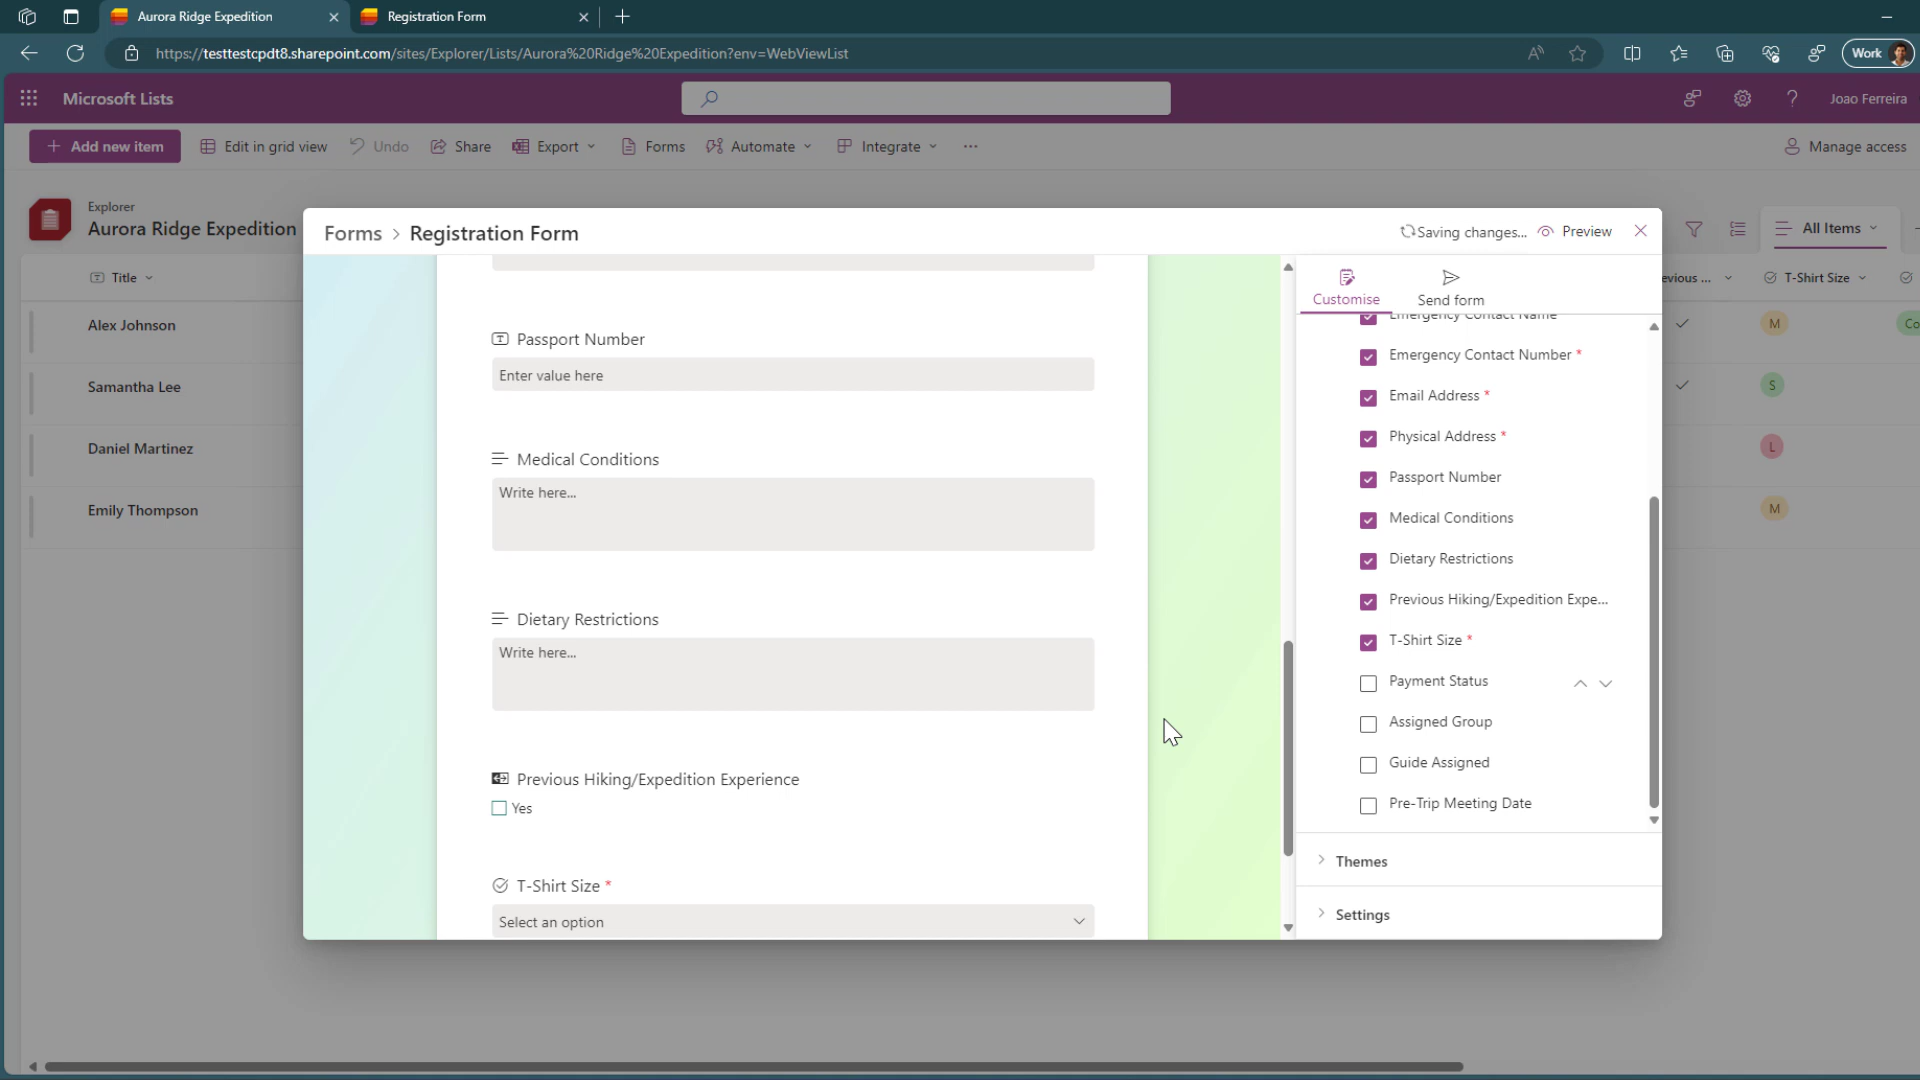 Aurora Ridge Expedition
Registration Form
https://testtestcpdt8.sharepoint.com/sites/Explorer/Lists/Aurora%20Ridge%20Expedition?env=WebViewList
Work
Microsoft Lists
Joao Ferreira
Add new item
Edit in grid view
Undo
Share
Export
Forms
Automate
Integrate
Manage access
Explorer
Aurora Ridge Expedition
All Items
Title
evious ...
T-Shirt Size
Alex Johnson
M
Co
Samantha Lee
S
Daniel Martinez
L
Emily Thompson
M
Forms > Registration Form
Saving changes...
Preview
Passport Number
Enter value here
Medical Conditions
Write here...
Dietary Restrictions
Write here...
Previous Hiking/Expedition Experience
Yes
T-Shirt Size *
Select an option
Customise
Send form
Emergency Contact Name
Emergency Contact Number *
Email Address *
Physical Address *
Passport Number
Medical Conditions
Dietary Restrictions
Previous Hiking/Expedition Expe...
T-Shirt Size *
Payment Status
Assigned Group
Guide Assigned
Pre-Trip Meeting Date
Themes
Settings